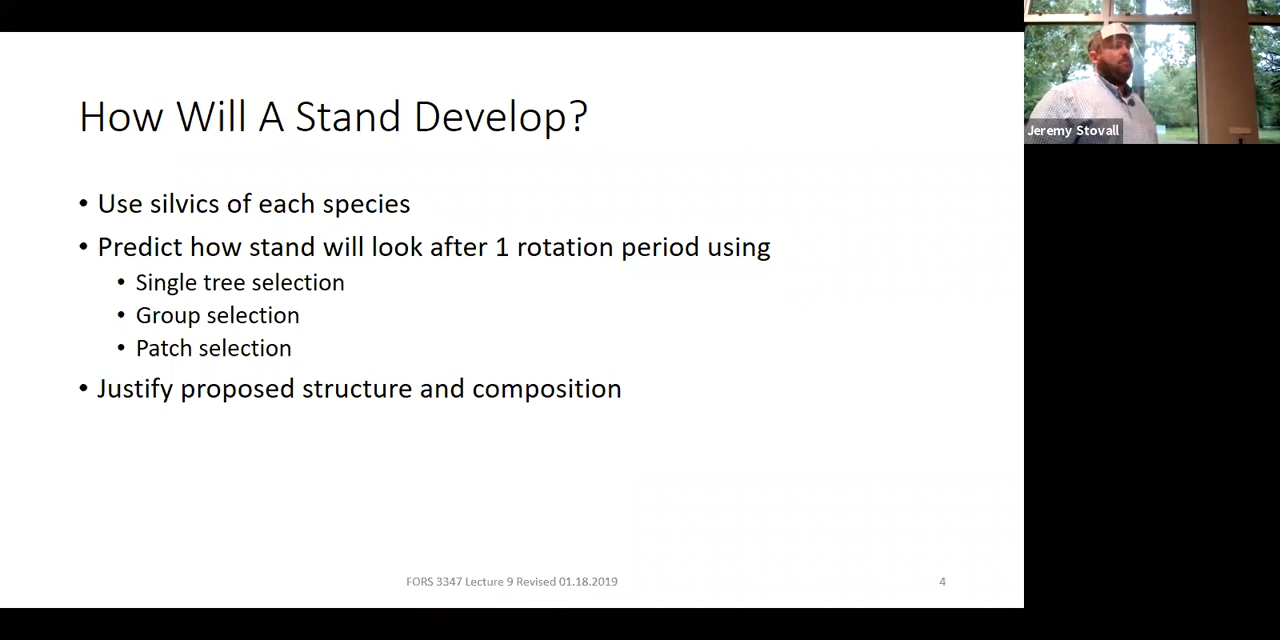 How Will A Stand Develop?
• Use silvics of each species
• Predict how stand will look after 1 rotation period using
• Single tree selection
• Group selection
• Patch selection
• Justify proposed structure and composition
FORS 3347 Lecture 9 Revised 01.18.2019
4
Jeremy Stovall